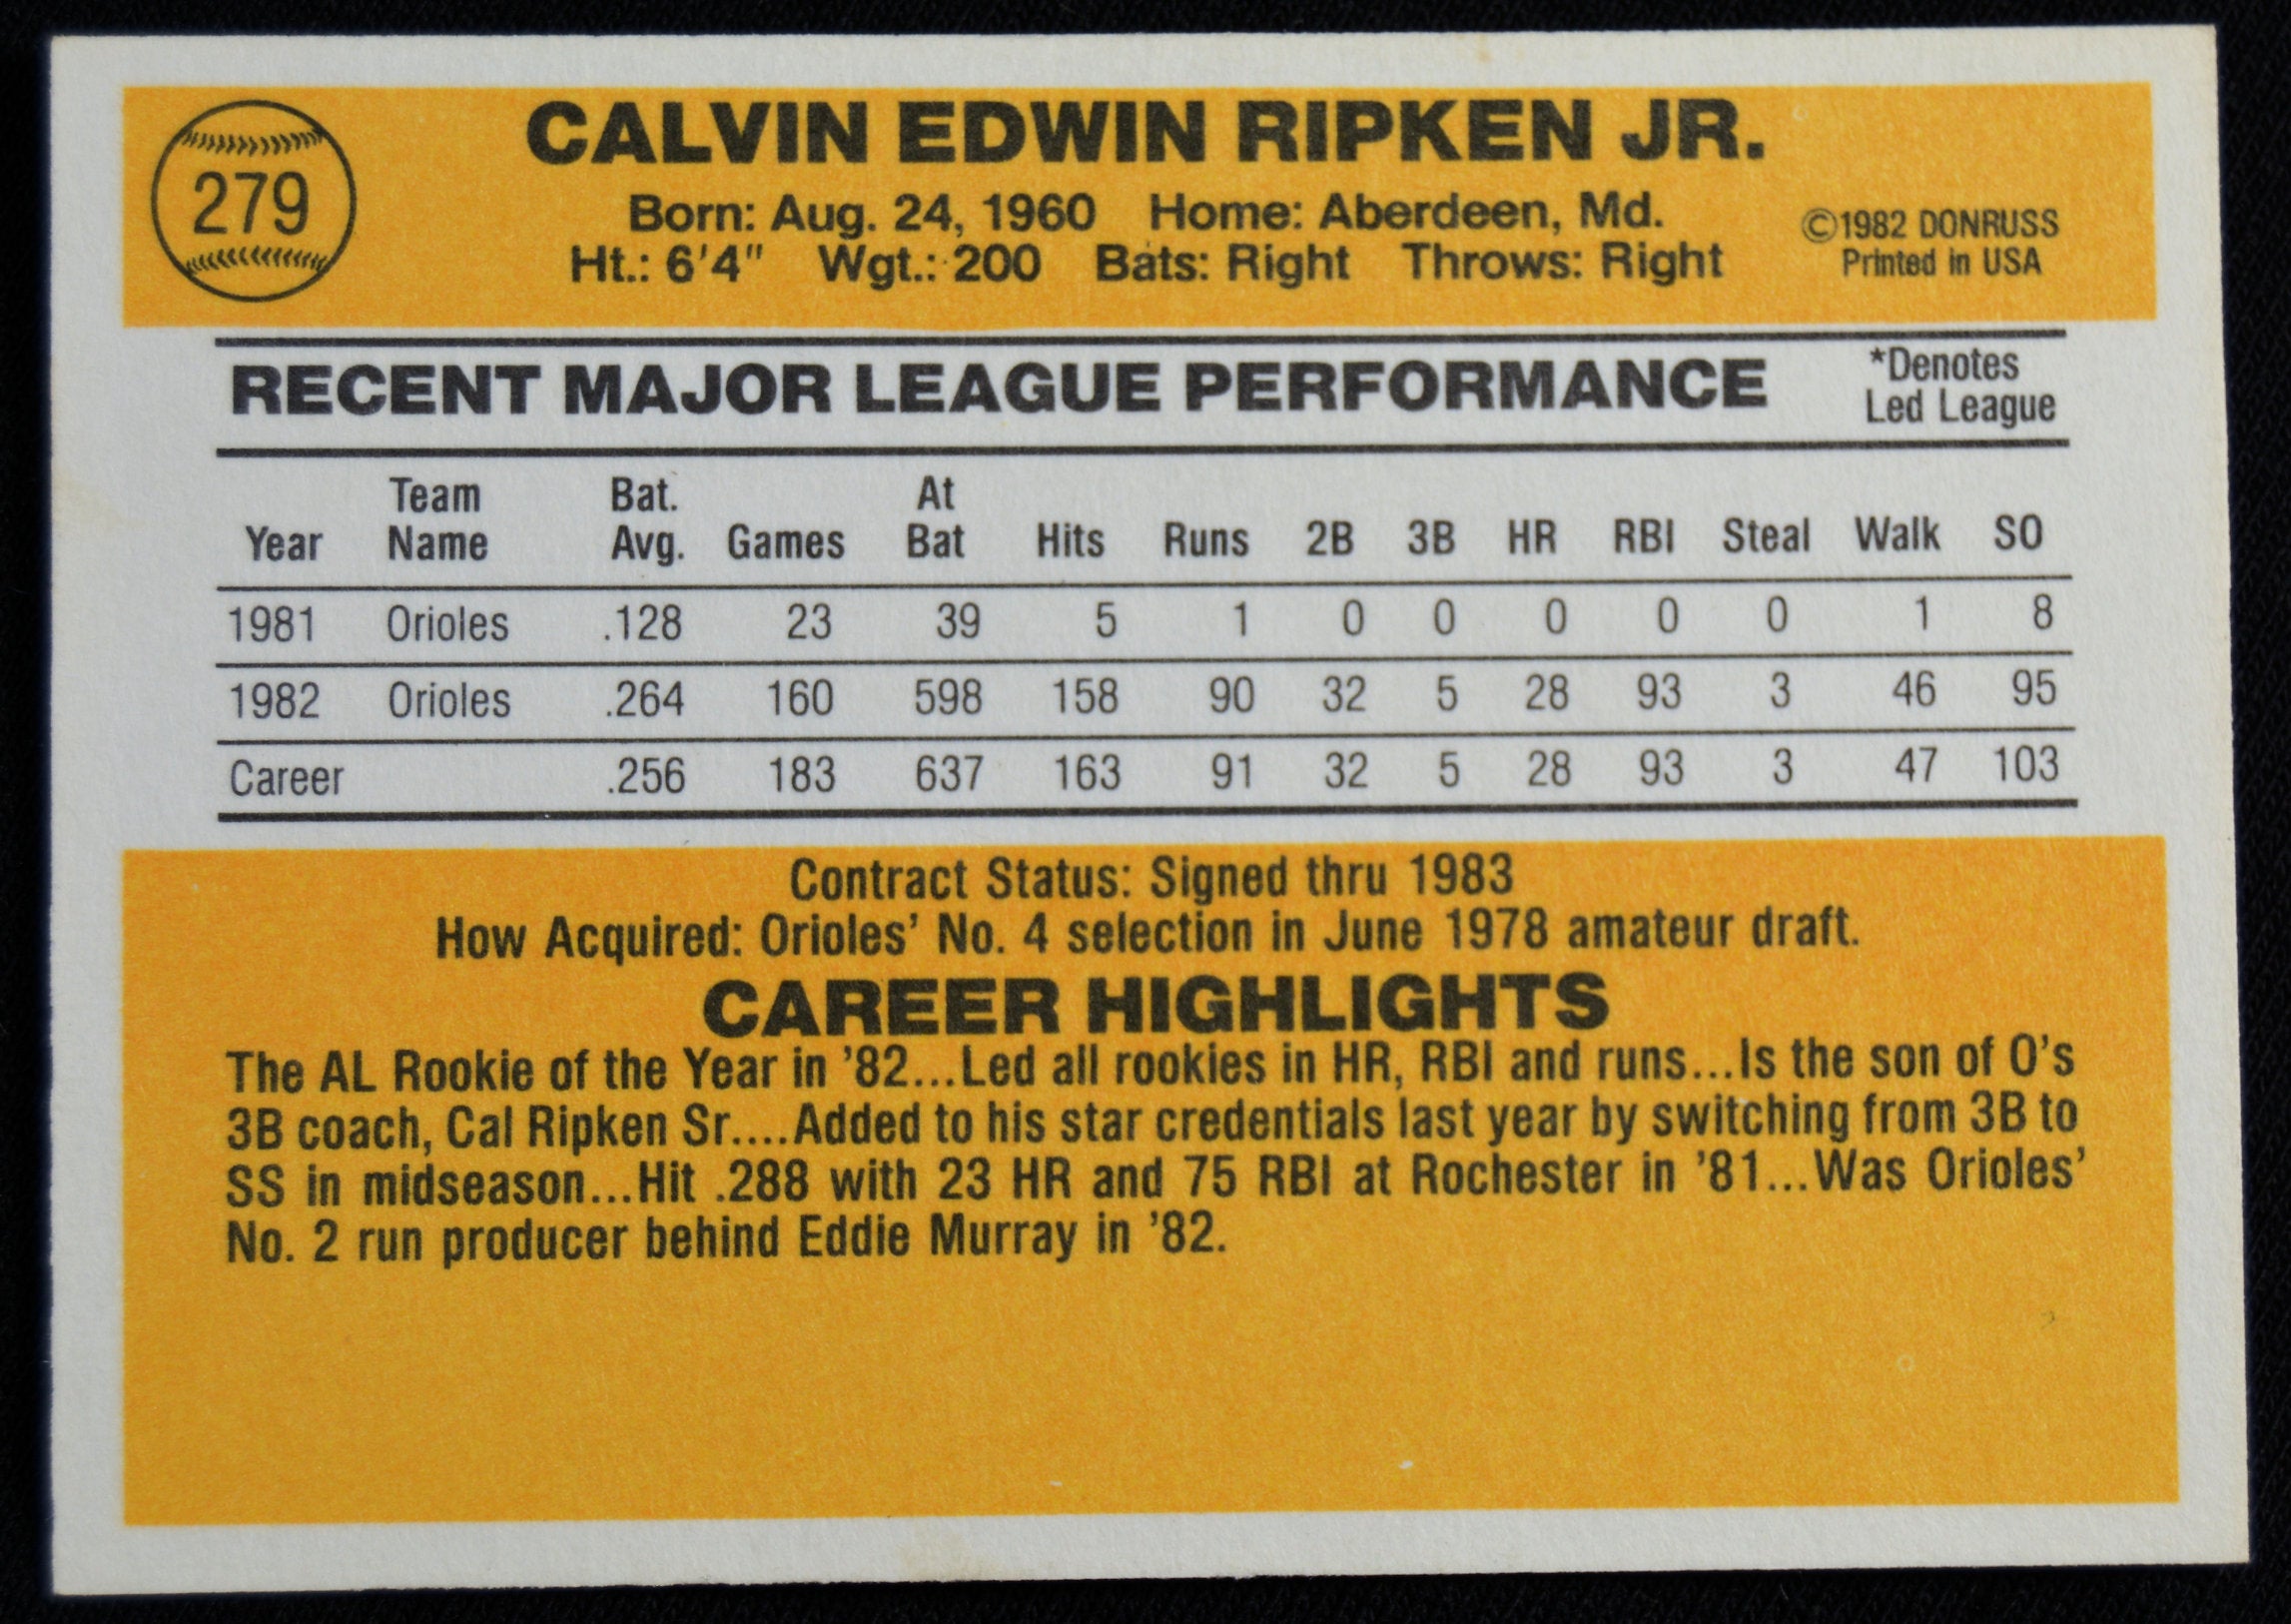 279
CALVIN EDWIN RIPKEN JR.
Born: Aug. 24, 1960 Home: Aberdeen, Md.
Ht.: 6'4" Wgt.: 200 Bats: Right Throws: Right
©1982 DONRUSS
Printed in USA
RECENT MAJOR LEAGUE PERFORMANCE
*Denotes
Led League
Year Team Name Bat. Avg. Games At Bat Hits Runs 2B 3B HR RBI Steal Walk SO
1981 Orioles .128 23 39 5 1 0 0 0 0 0 1 8
1982 Orioles .264 160 598 158 90 32 5 28 93 3 46 95
Career .256 183 637 163 91 32 5 28 93 3 47 103
Contract Status: Signed thru 1983
How Acquired: Orioles' No. 4 selection in June 1978 amateur draft.
CAREER HIGHLIGHTS
The AL Rookie of the Year in '82...Led all rookies in HR, RBI and runs...Is the son of O's
3B coach, Cal Ripken Sr....Added to his star credentials last year by switching from 3B to
SS in midseason...Hit .288 with 23 HR and 75 RBI at Rochester in '81...Was Orioles'
No. 2 run producer behind Eddie Murray in '82.